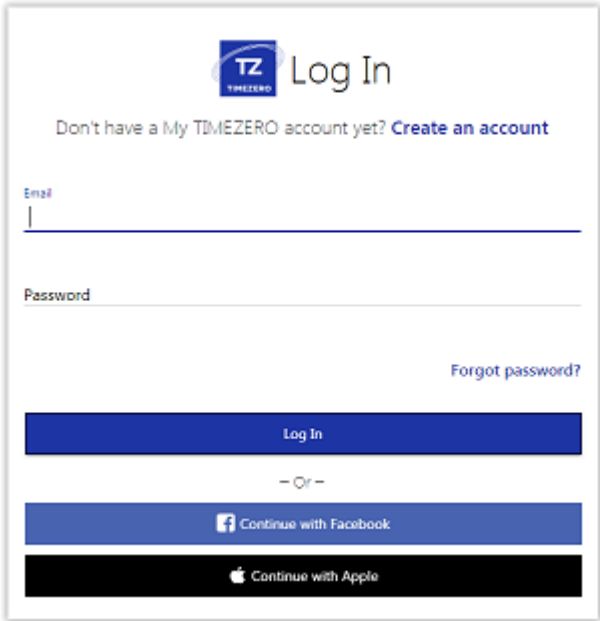 TZ
TIMEZERO
Log In
Don't have a My TIMEZERO account yet? Create an account
Email
Password
Forgot password?
Log In
– Or –
Continue with Facebook
Continue with Apple